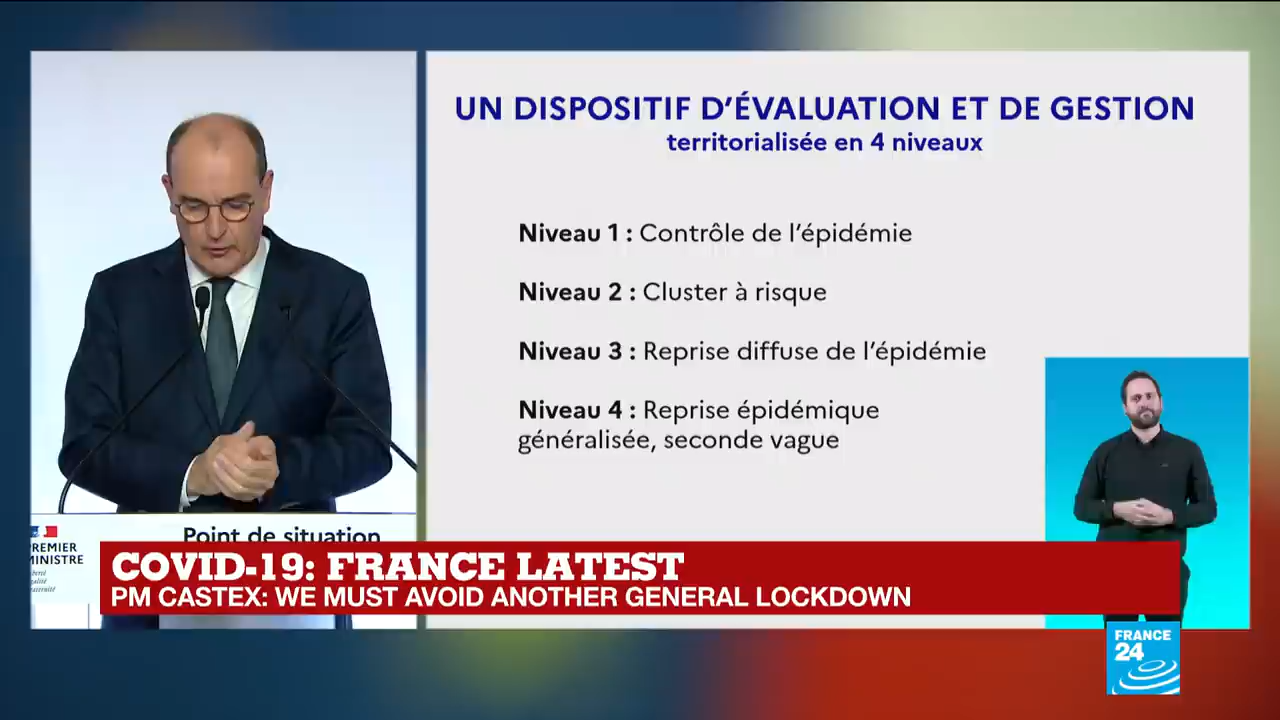 UN DISPOSITIF D'ÉVALUATION ET DE GESTION
territorialisée en 4 niveaux
Niveau 1 : Contrôle de l'épidémie
Niveau 2 : Cluster à risque
Niveau 3 : Reprise diffuse de l'épidémie
Niveau 4 : Reprise épidémique
généralisée, seconde vague
Point de situation
PREMIER
MINISTRE
COVID-19: FRANCE LATEST
PM CASTEX: WE MUST AVOID ANOTHER GENERAL LOCKDOWN
FRANCE
24